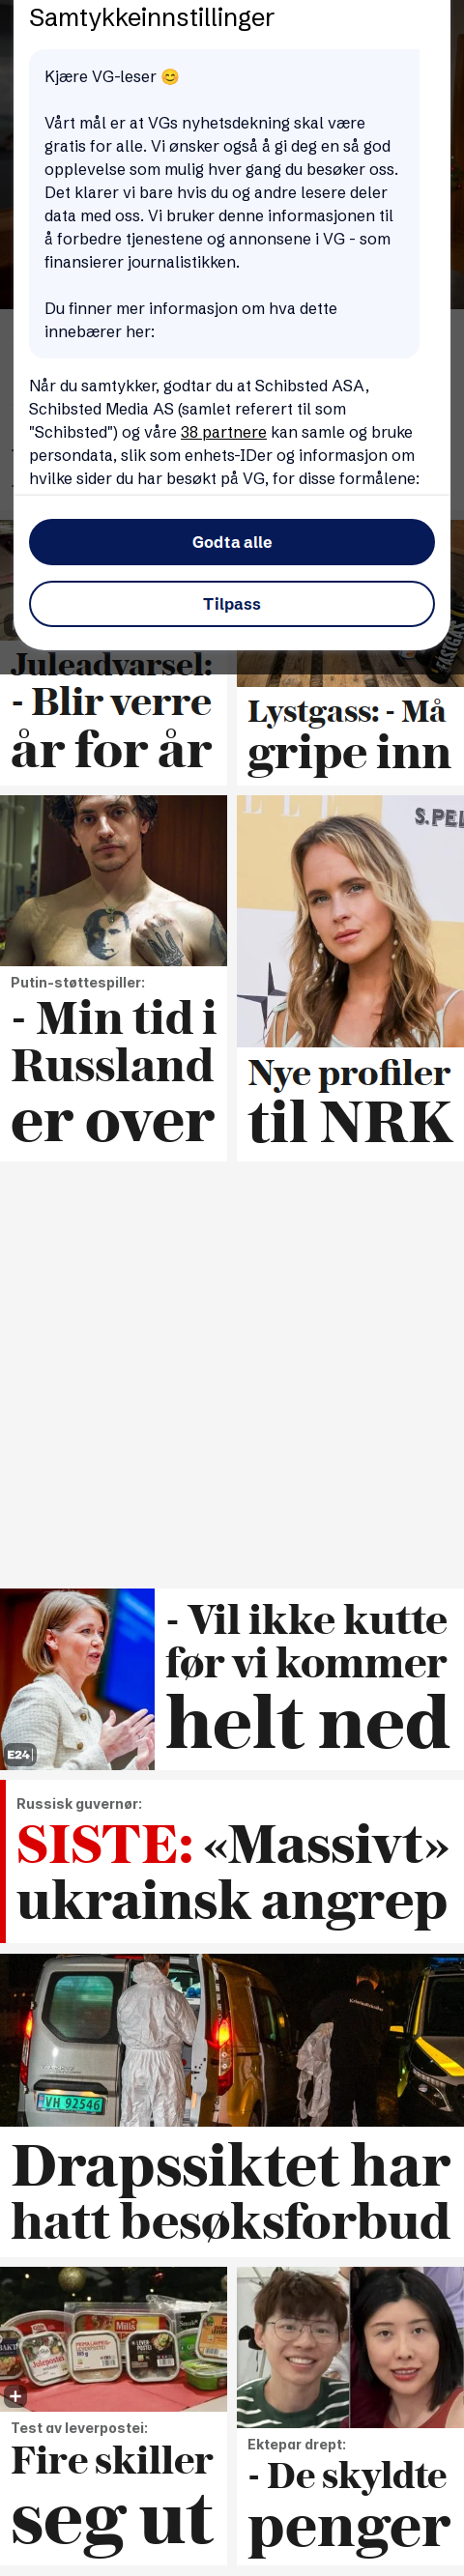 Samtykkeinnstillinger
Kjære VG-leser 😊
Vårt mål er at VGs nyhetsdekning skal være
gratis for alle. Vi ønsker også å gi deg en så god
opplevelse som mulig hver gang du besøker oss.
Det klarer vi bare hvis du og andre lesere deler
data med oss. Vi bruker denne informasjonen til
å forbedre tjenestene og annonsene i VG - som
finansierer journalistikken.
Du finner mer informasjon om hva dette
innebærer her:
Når du samtykker, godtar du at Schibsted ASA,
Schibsted Media AS (samlet referert til som
"Schibsted") og våre 38 partnere kan samle og bruke
persondata, slik som enhets-IDer og informasjon om
hvilke sider du har besøkt på VG, for disse formålene:
Godta alle
Tilpass
Juleadvarsel:
- Blir verre
år for år
FASTGAS
Lystgass: - Må
gripe inn
S.PEL
Putin-støttespiller:
- Min tid i
Russland
er over
Nye profiler
til NRK
E24
- Vil ikke kutte
før vi kommer
helt ned
Russisk guvernør:
SISTE: «Massivt»
ukrainsk angrep
VH 92546
Drapssiktet har
hatt besøksforbud
Julepostei
Mills
LEVER-
POSTEI
+
Test av leverpostei:
Fire skiller
seg ut
Ektepar drept:
- De skyldte
penger